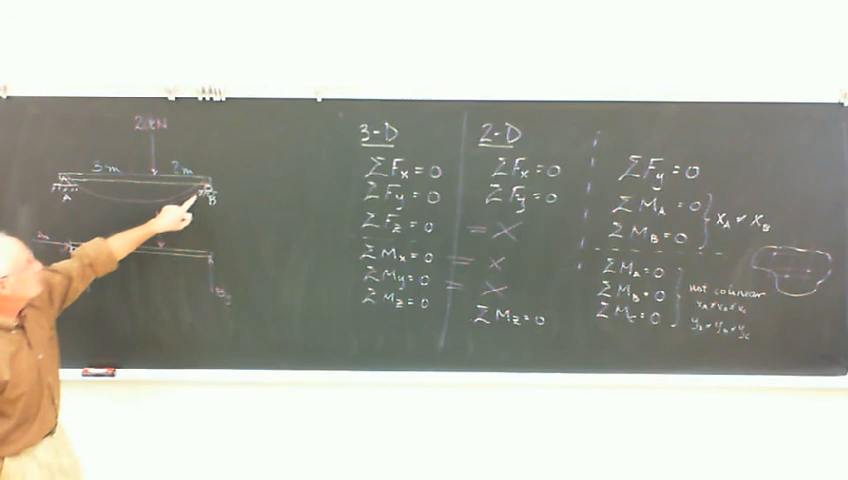 2 kN
3m 2m
A B
3-D
ΣFx = 0
ΣFy = 0
ΣFz = 0
ΣMx = 0
ΣMy = 0
ΣMz = 0
2-D
ΣFx = 0
ΣFy = 0
= X
= X
= X
ΣMz = 0
ΣFy = 0
ΣMA = 0
ΣMB = 0
XA ≠ XB
ΣMA = 0
ΣMB = 0
ΣMC = 0
not colinear